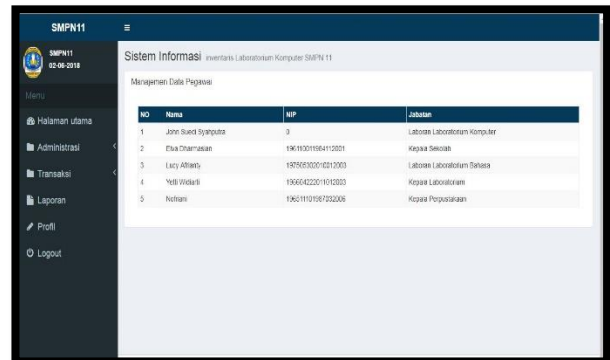 SMPN11
SMPN11
02-06-2018
Menu
Halaman utama
Administrasi
Transaksi
Laporan
Profil
Logout
Sistem Informasi Inventaris Laboratorium Komputer SMPN 11
Manajemen Data Pegawai
NO Nama NIP Jabatan
1 John Suedi Syahputra 0 Laboran Laboratorium Komputer
2 Elva Dharmasian Kepala Sekolah
3 Lucy Afrianty Laboran Laboratorium Bahasa
4 Yetti Widiarti Kepala Laboratorium
5 Nofriani Kepala Perpustakaan